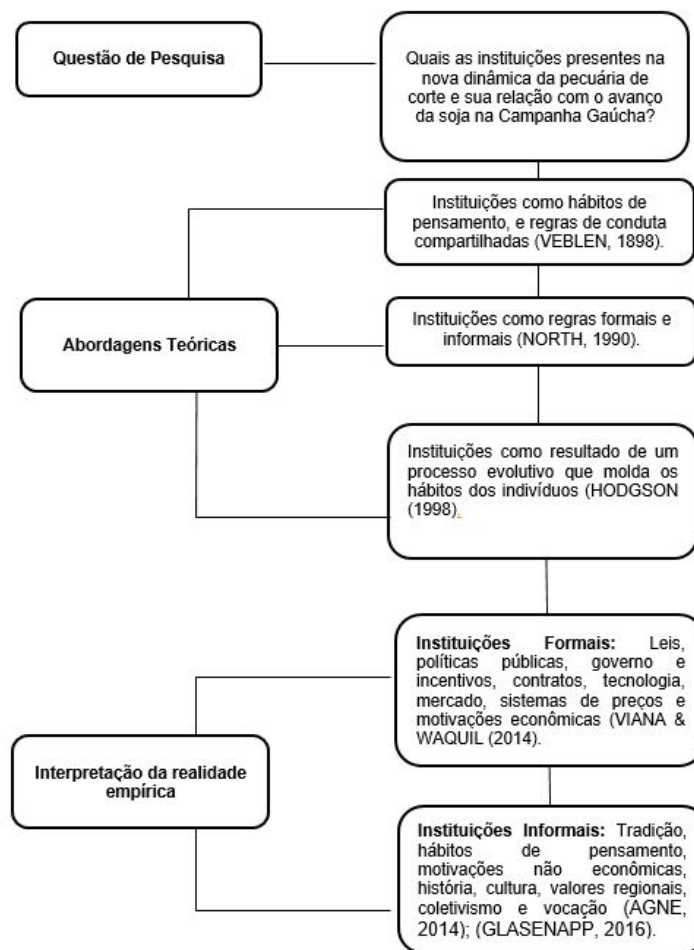 Questão de Pesquisa
Quais as instituições presentes na
nova dinâmica da pecuária de
corte e sua relação com o avanço
da soja na Campanha Gaúcha?
Instituições como hábitos de
pensamento, e regras de conduta
compartilhadas (VEBLEN, 1898).
Abordagens Teóricas
Instituições como regras formais e
informais (NORTH, 1990).
Instituições como resultado de um
processo evolutivo que molda os
hábitos dos indivíduos (HODGSON
(1998).
Instituições Formais: Leis,
políticas públicas, governo e
incentivos, contratos, tecnologia,
mercado, sistemas de preços e
motivações econômicas (VIANA &
WAQUIL (2014).
Interpretação da realidade
empírica
Instituições Informais: Tradição,
hábitos de pensamento,
motivações não econômicas,
história, cultura, valores regionais,
coletivismo e vocação (AGNE,
2014); (GLASENAPP, 2016).